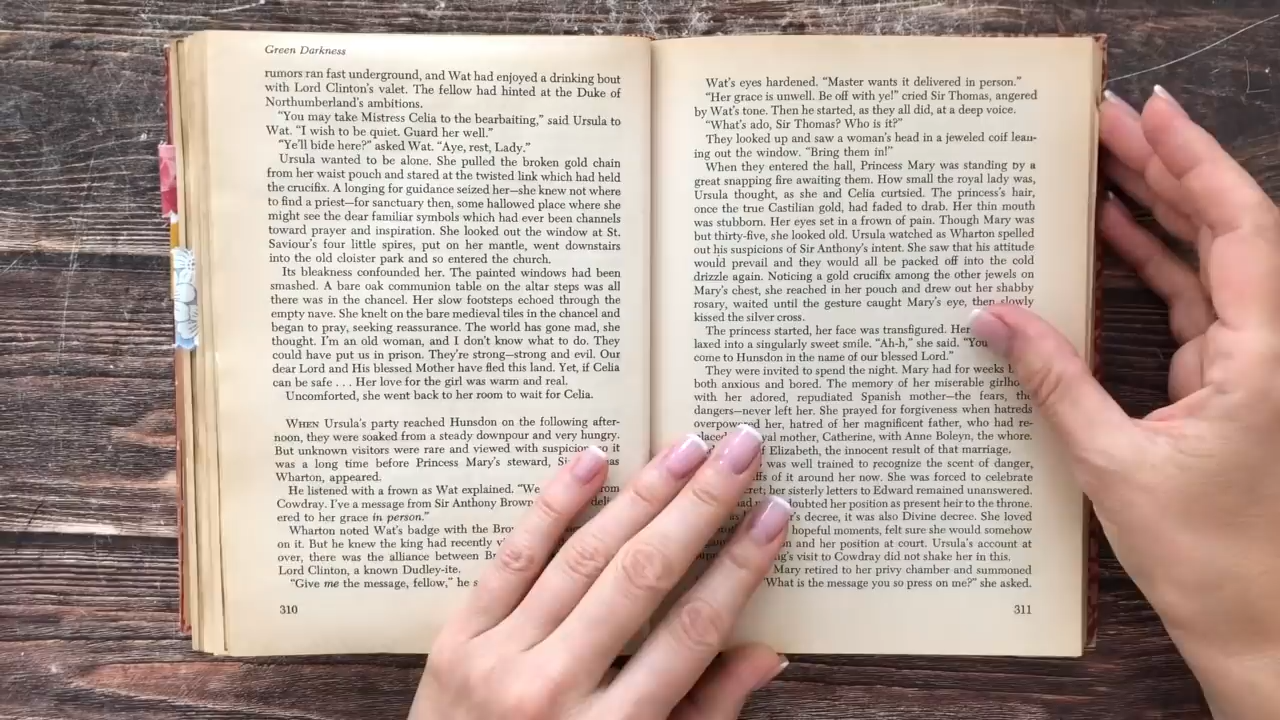 Green Darkness
rumors ran fast underground, and Wat had enjoyed a drinking bout
with Lord Clinton's valet. The fellow had hinted at the Duke of
Northumberland's ambitions.
"You may take Mistress Celia to the bearbaiting," said Ursula to
Wat. "I wish to be quiet. Guard her well."
"Ye'll bide here?" asked Wat. "Aye, rest, Lady."
Ursula wanted to be alone. She pulled the broken gold chain
from her waist pouch and stared at the twisted link which had held
the crucifix. A longing for guidance seized her—she knew not where
to find a priest—for sanctuary then, some hallowed place where she
might see the dear familiar symbols which had ever been channels
toward prayer and inspiration. She looked out the window at St.
Saviour's four little spires, put on her mantle, went downstairs
into the old cloister park and so entered the church.
Its bleakness confounded her. The painted windows had been
smashed. A bare oak communion table on the altar steps was all
there was in the chancel. Her slow footsteps echoed through the
empty nave. She knelt on the bare medieval tiles in the chancel and
began to pray, seeking reassurance. The world has gone mad, she
thought. I'm an old woman, and I don't know what to do. They
could have put us in prison. They're strong—strong and evil. Our
dear Lord and His blessed Mother have fled this land. Yet, if Celia
can be safe . . . Her love for the girl was warm and real.
Uncomforted, she went back to her room to wait for Celia.
WHEN Ursula's party reached Hunsdon on the following after-
noon, they were soaked from a steady downpour and very hungry.
But unknown visitors were rare and viewed with suspicion, so it
was a long time before Princess Mary's steward,
Wharton, appeared.
He listened with a frown as Wat explained. "We
Cowdray. I've a message from Sir Anthony
ered to her grace in person."
Wharton noted Wat's badge with the
on it. But he knew the king had recently
over, there was the alliance between
Lord Clinton, a known Dudley-ite.
"Give me the message, fellow," he
310
Wat's eyes hardened. "Master wants it delivered in person."
"Her grace is unwell. Be off with ye!" cried Sir Thomas, angered
by Wat's tone. Then he started, as they all did, at a deep voice.
"What's ado, Sir Thomas? Who is it?"
They looked up and saw a woman's head in a jeweled coif lean-
ing out the window. "Bring them in!"
When they entered the hall, Princess Mary was standing by a
great snapping fire awaiting them. How small the royal lady was,
Ursula thought, as she and Celia curtsied. The princess's hair,
once the true Castilian gold, had faded to drab. Her thin mouth
was stubborn. Her eyes set in a frown of pain. Though Mary was
but thirty-five, she looked old. Ursula watched as Wharton spelled
out his suspicions of Sir Anthony's intent. She saw that his attitude
would prevail and they would all be packed off into the cold
drizzle again. Noticing a gold crucifix among the other jewels on
Mary's chest, she reached in her pouch and drew out her shabby
rosary, waited until the gesture caught Mary's eye, then slowly
kissed the silver cross.
The princess started, her face was transfigured. Her
laxed into a singularly sweet smile. "Ah-h," she said. "You
come to Hunsdon in the name of our blessed Lord."
They were invited to spend the night. Mary had for weeks
both anxious and bored. The memory of her miserable
with her adored, repudiated Spanish mother—the fears, the
dangers—never left her. She prayed for forgiveness when hatreds
overpowered her, hatred of her magnificent father, who had re-
mother, Catherine, with Anne Boleyn, the whore.
of Elizabeth, the innocent result of that marriage.
was well trained to recognize the scent of danger,
of it around her now. She was forced to celebrate
her sisterly letters to Edward remained unanswered.
her position as present heir to the throne.
decree, it was also Divine decree. She loved
hopeful moments, felt sure she would somehow
and her position at court. Ursula's account
visit to Cowdray did not shake her in this.
Mary retired to her privy chamber and summoned
"What is the message you so press on me?" she asked.
311